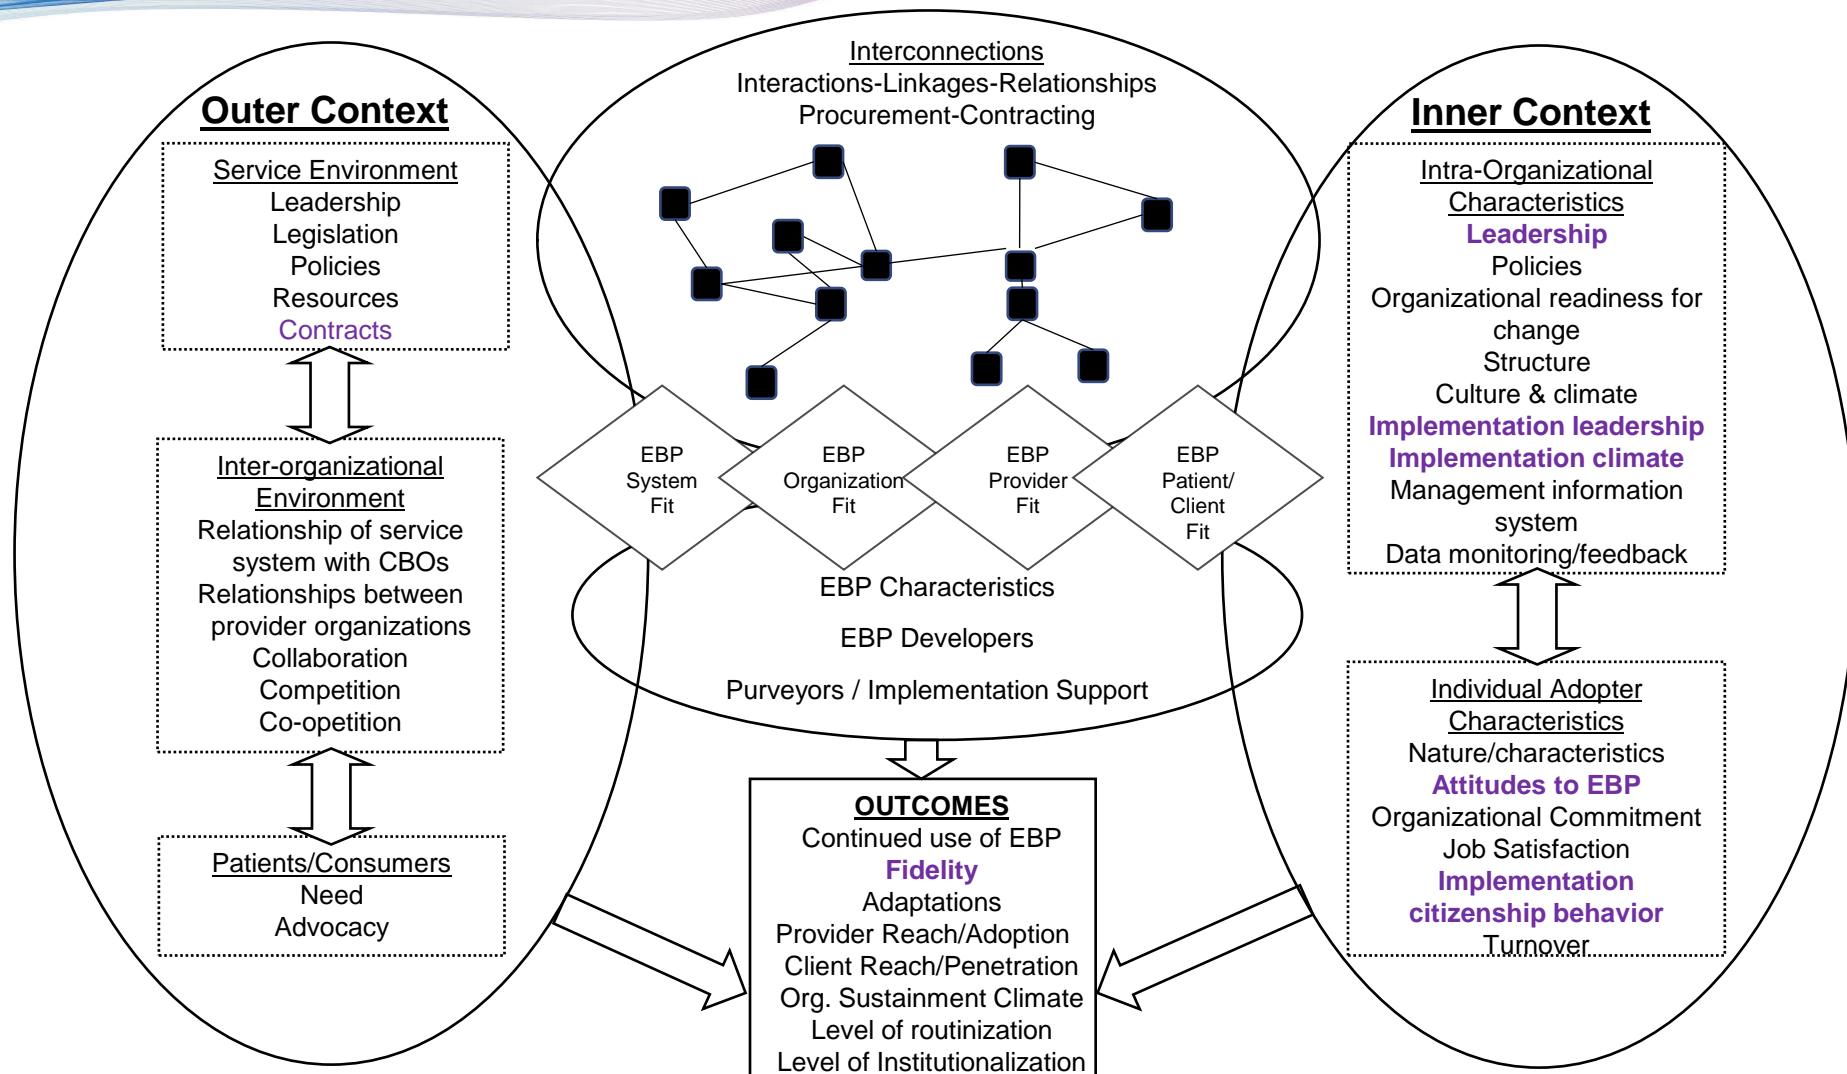 Interconnections
Interactions-Linkages-Relationships
Procurement-Contracting
Outer Context
Service Environment
Leadership
Legislation
Policies
Resources
Contracts
Inter-organizational
Environment
Relationship of service
system with CBOs
Relationships between
provider organizations
Collaboration
Competition
Co-opetition
Patients/Consumers
Need
Advocacy
EBP
System
Fit
EBP
Organization
Fit
EBP
Provider
Fit
EBP
Patient/
Client
Fit
EBP Characteristics
EBP Developers
Purveyors / Implementation Support
OUTCOMES
Continued use of EBP
Fidelity
Adaptations
Provider Reach/Adoption
Client Reach/Penetration
Org. Sustainment Climate
Level of routinization
Level of Institutionalization
Inner Context
Intra-Organizational
Characteristics
Leadership
Policies
Organizational readiness for
change
Structure
Culture & climate
Implementation leadership
Implementation climate
Management information
system
Data monitoring/feedback
Individual Adopter
Characteristics
Nature/characteristics
Attitudes to EBP
Organizational Commitment
Job Satisfaction
Implementation
citizenship behavior
Turnover